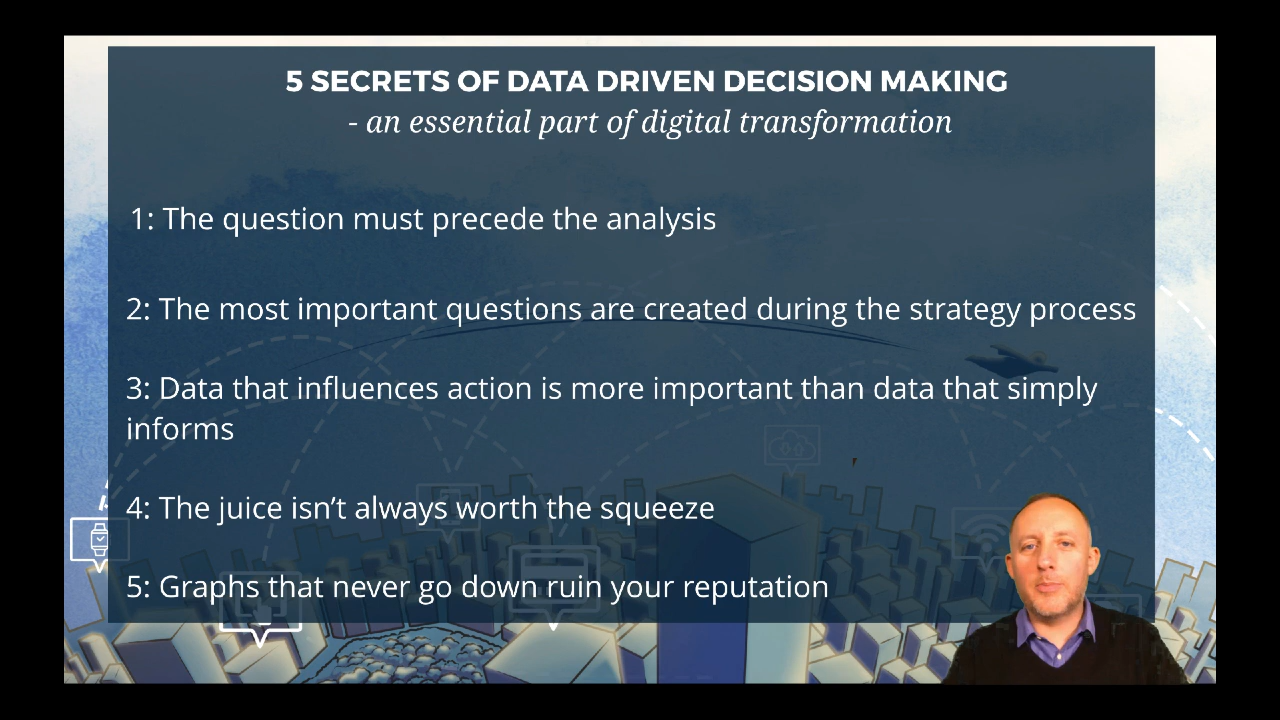 5 SECRETS OF DATA DRIVEN DECISION MAKING
- an essential part of digital transformation
1: The question must precede the analysis
2: The most important questions are created during the strategy process
3: Data that influences action is more important than data that simply
informs
4: The juice isn’t always worth the squeeze
5: Graphs that never go down ruin your reputation